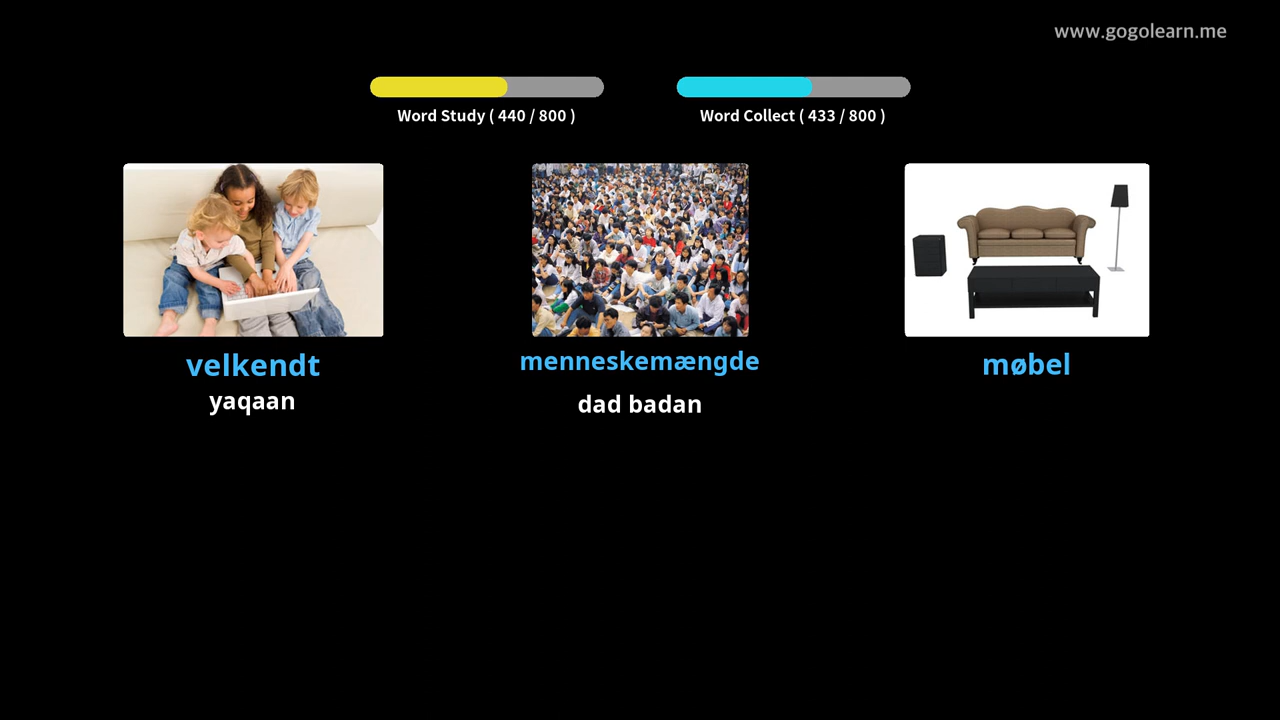 www.gogolearn.me
Word Study ( 440 / 800 )
Word Collect ( 433 / 800 )
velkendt
yaqaan
menneskemængde
dad badan
møbel